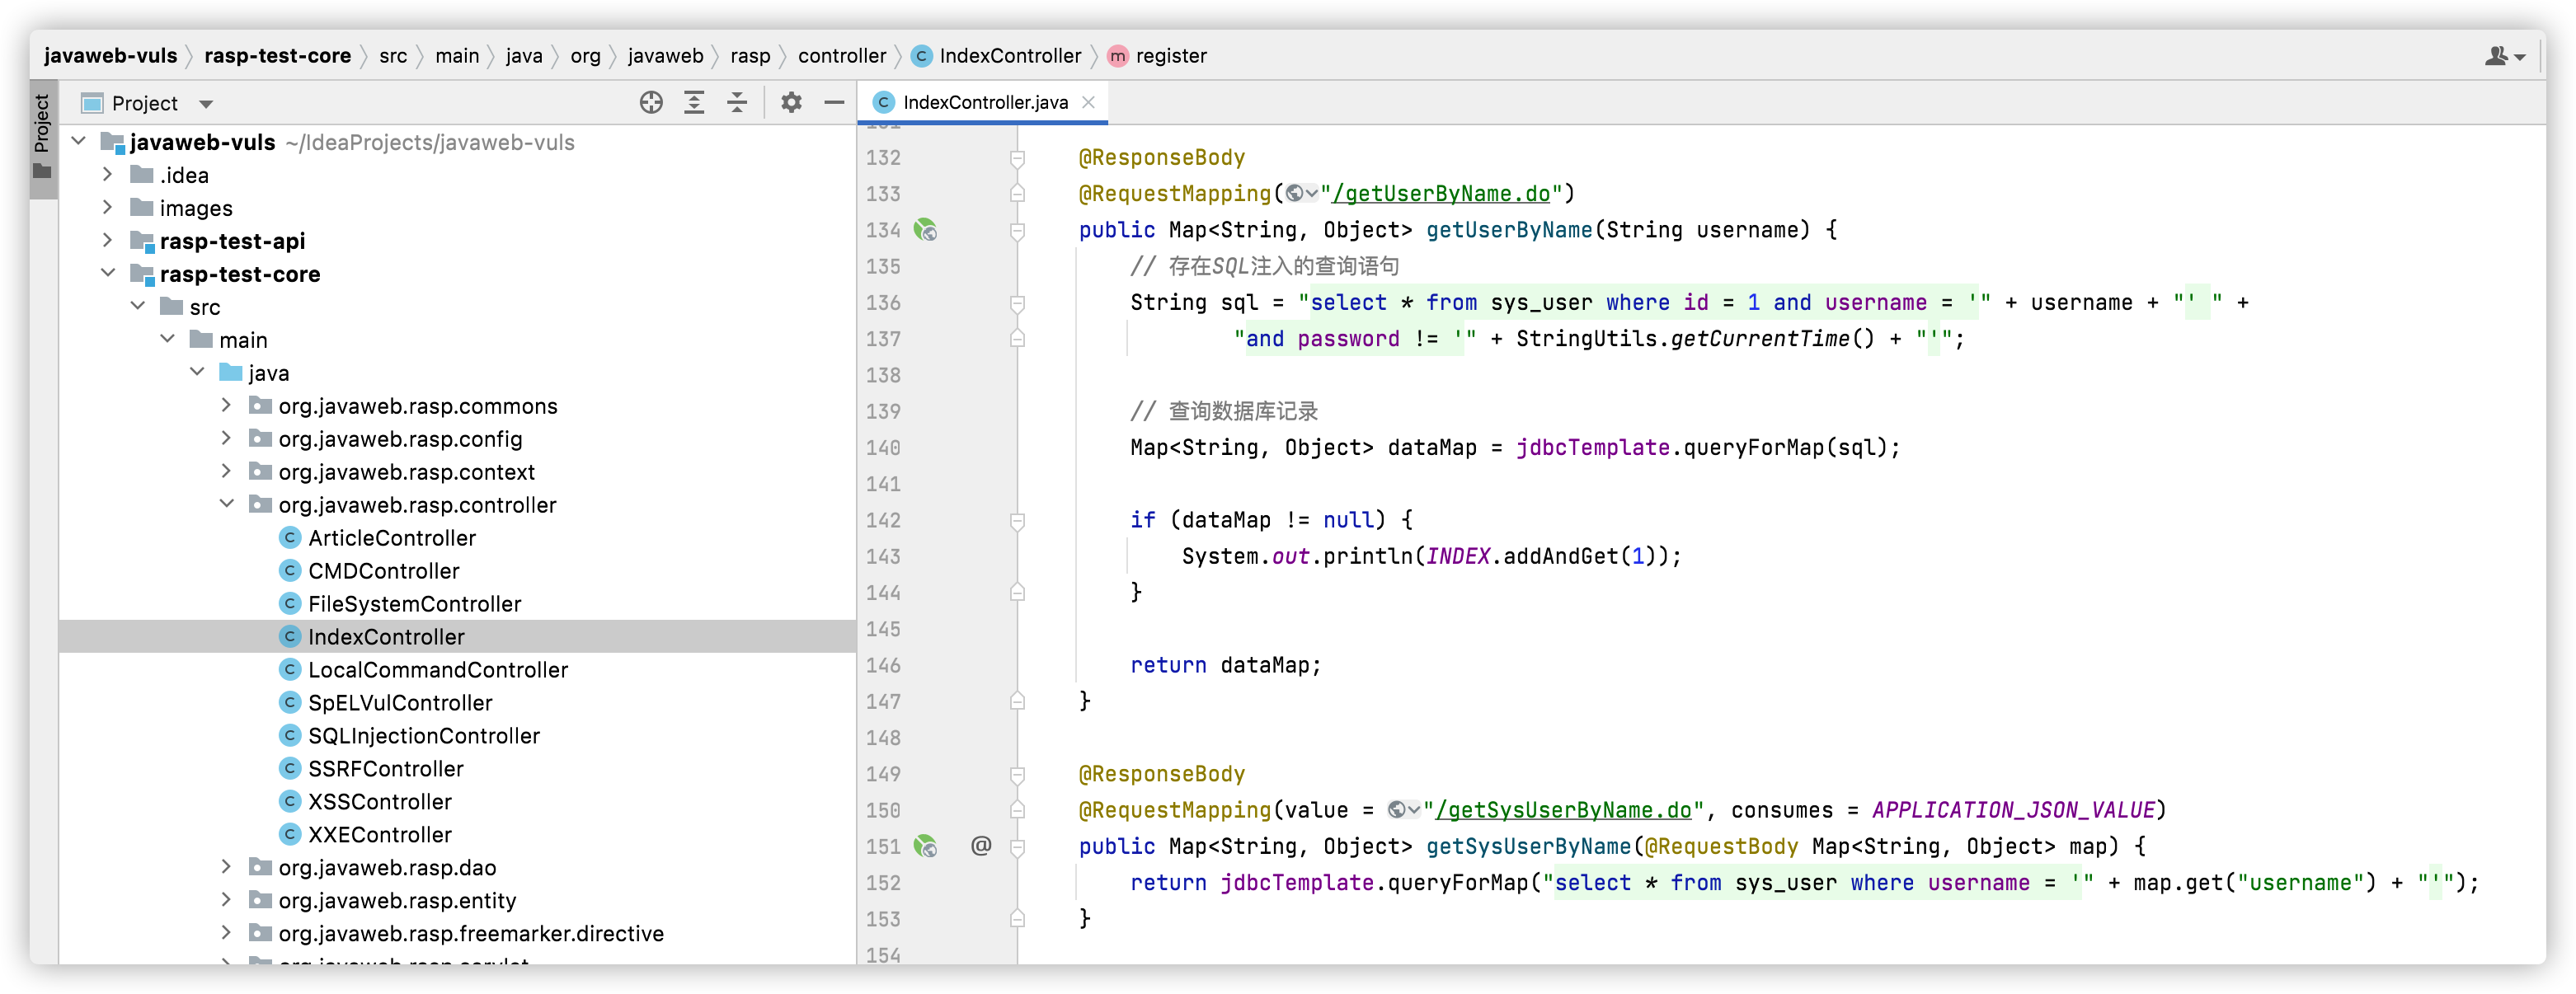 javaweb-vuls rasp-test-core src main java org javaweb rasp controller IndexController register
Project
Project
IndexController.java
javaweb-vuls ~/IdeaProjects/javaweb-vuls
.idea
images
rasp-test-api
rasp-test-core
src
main
java
org.javaweb.rasp.commons
org.javaweb.rasp.config
org.javaweb.rasp.context
org.javaweb.rasp.controller
ArticleController
CMDController
FileSystemController
IndexController
LocalCommandController
SpELVulController
SQLInjectionController
SSRFController
XSSController
XXEController
org.javaweb.rasp.dao
org.javaweb.rasp.entity
org.javaweb.rasp.freemarker.directive
132 @ResponseBody
133 @RequestMapping("/getUserByName.do")
134 public Map<String, Object> getUserByName(String username) {
135 // 存在SQL注入的查询语句
136 String sql = "select * from sys_user where id = 1 and username = '" + username + "' " +
137 "and password != '" + StringUtils.getCurrentTime() + "'";
138
139 // 查询数据库记录
140 Map<String, Object> dataMap = jdbcTemplate.queryForMap(sql);
141
142 if (dataMap != null) {
143 System.out.println(INDEX.addAndGet(1));
144 }
145
146 return dataMap;
147 }
148
149 @ResponseBody
150 @RequestMapping(value = "/getSysUserByName.do", consumes = APPLICATION_JSON_VALUE)
151 @ public Map<String, Object> getSysUserByName(@RequestBody Map<String, Object> map) {
152 return jdbcTemplate.queryForMap("select * from sys_user where username = '" + map.get("username") + "'");
153 }
154